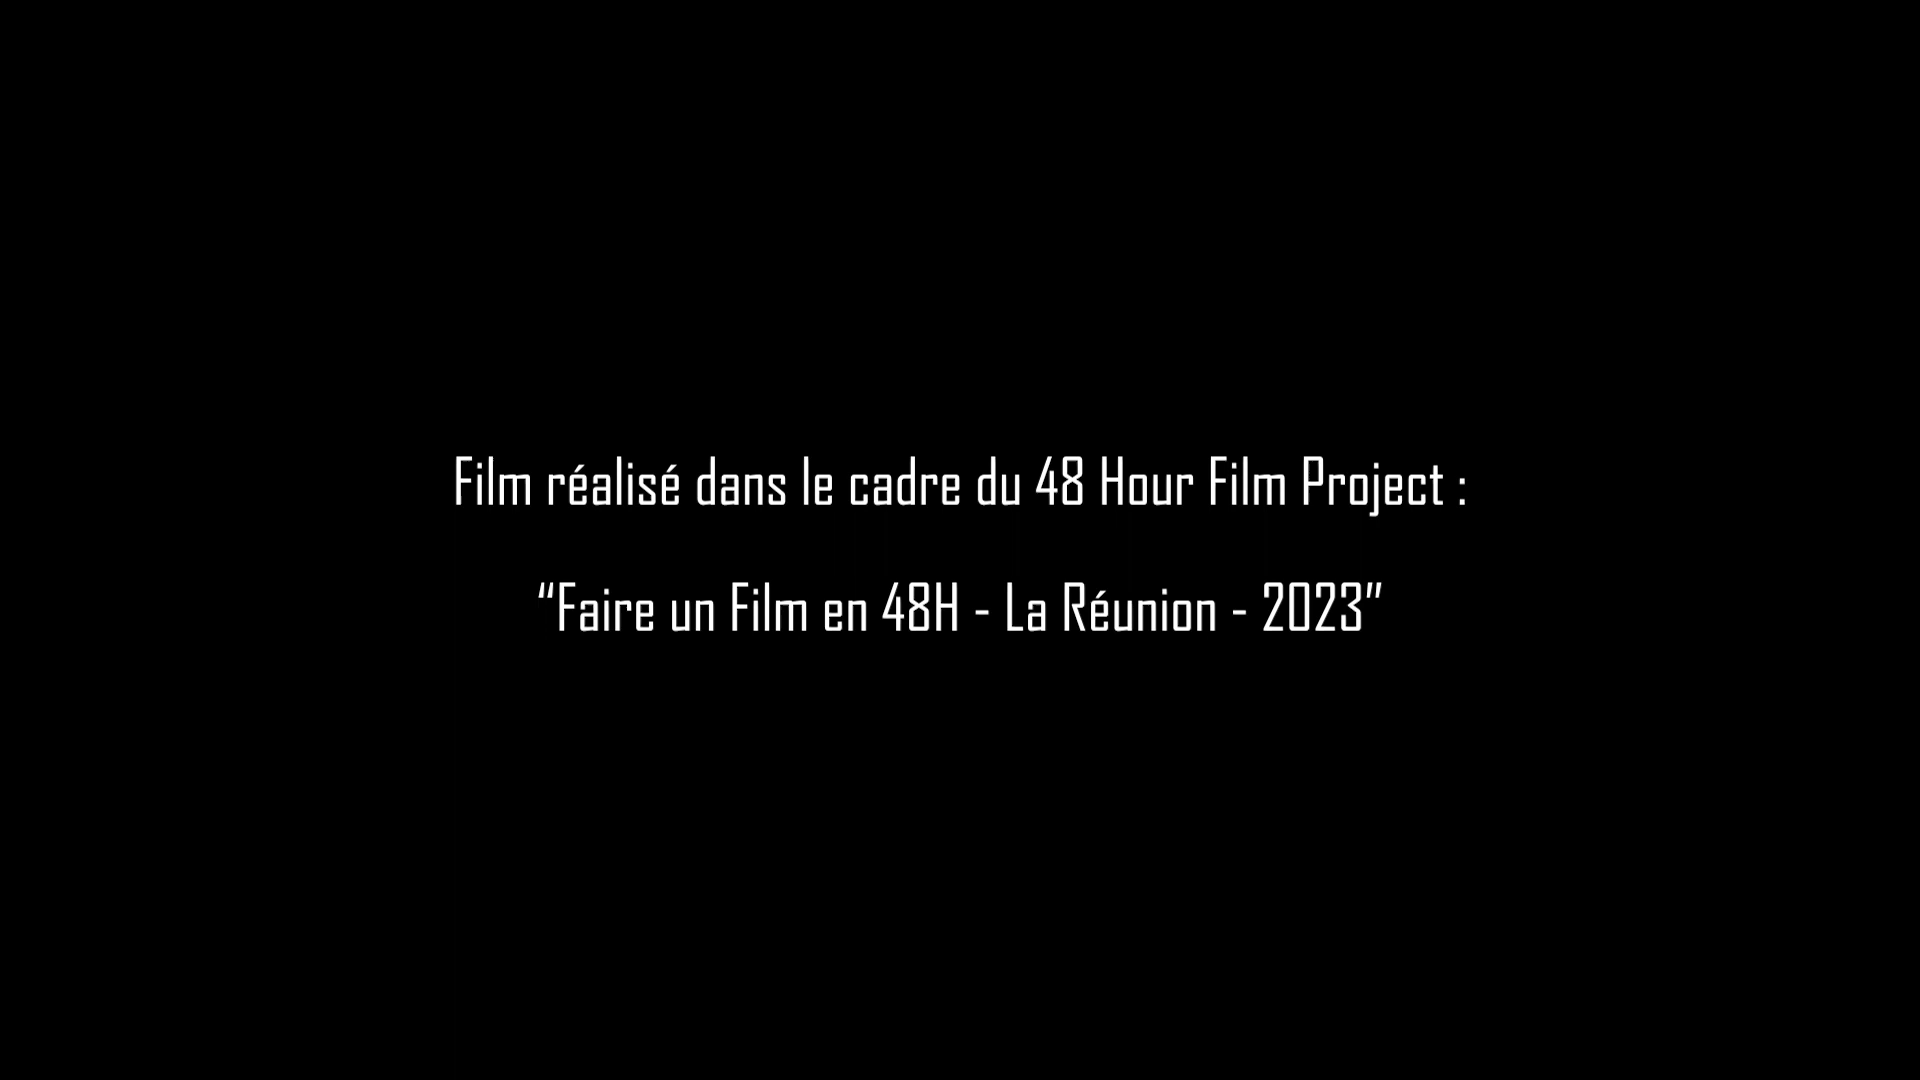 Film réalisé dans le cadre du 48 Hour Film Project :
“Faire un Film en 48H - La Réunion - 2023”